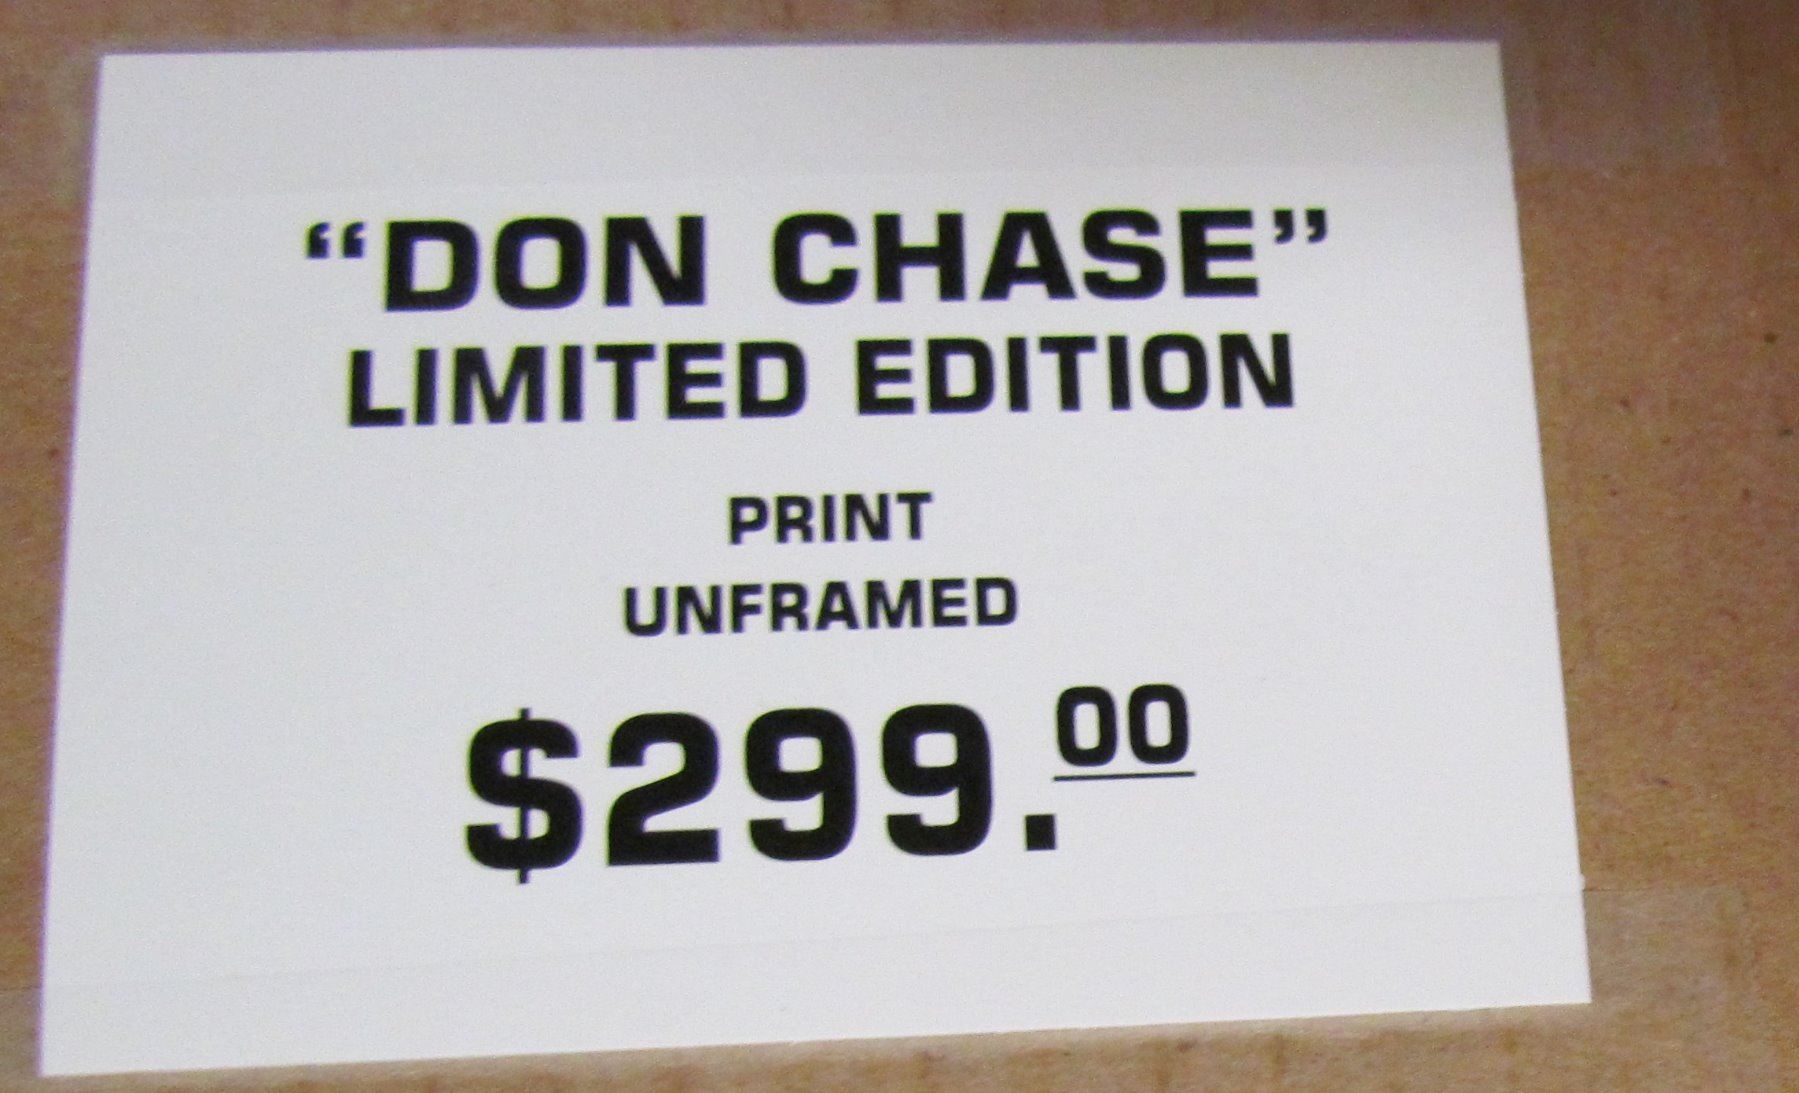 “DON CHASE”
LIMITED EDITION
PRINT
UNFRAMED
$299.00